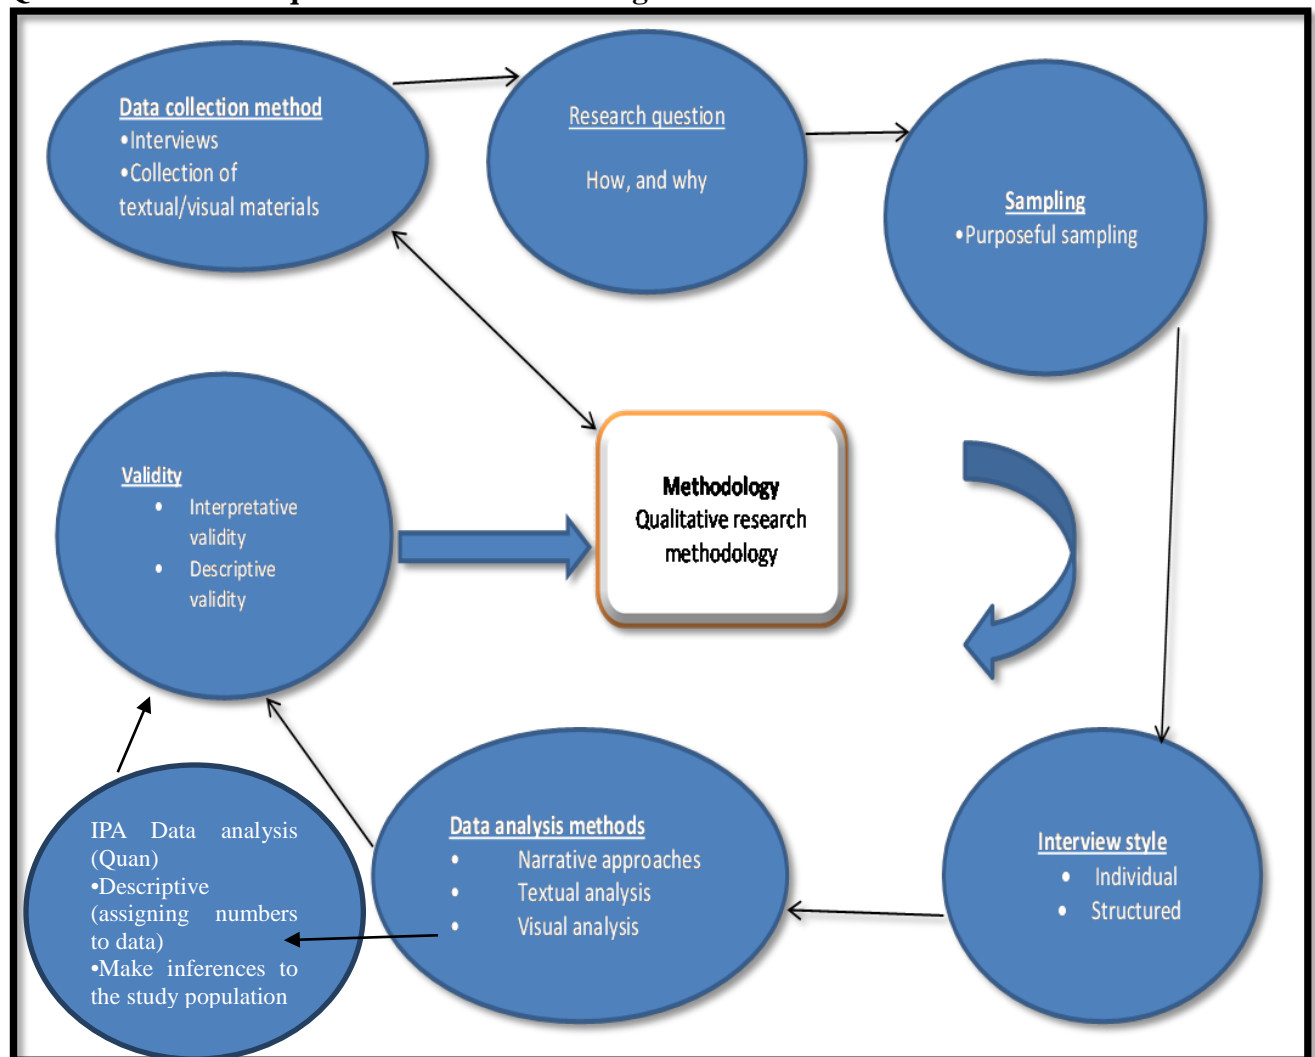 Data collection method
•Interviews
•Collection of
textual/visual materials
Research question
How, and why
Sampling
•Purposeful sampling
Validity
• Interpretative
validity
• Descriptive
validity
Methodology
Qualitative research
methodology
IPA Data analysis
(Quan)
•Descriptive
(assigning numbers
to data)
•Make inferences to
the study population
Data analysis methods
• Narrative approaches
• Textual analysis
• Visual analysis
Interview style
• Individual
• Structured